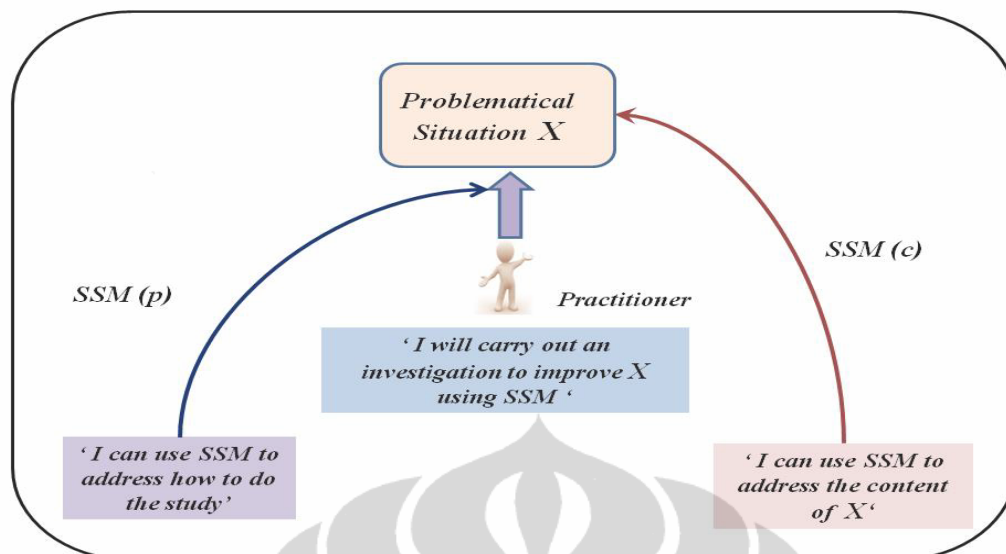 Problematical
Situation X
SSM (p)
SSM (c)
Practitioner
‘ I will carry out an
investigation to improve X
using SSM ‘
‘ I can use SSM to
address how to do
the study’
‘ I can use SSM to
address the content
of X‘